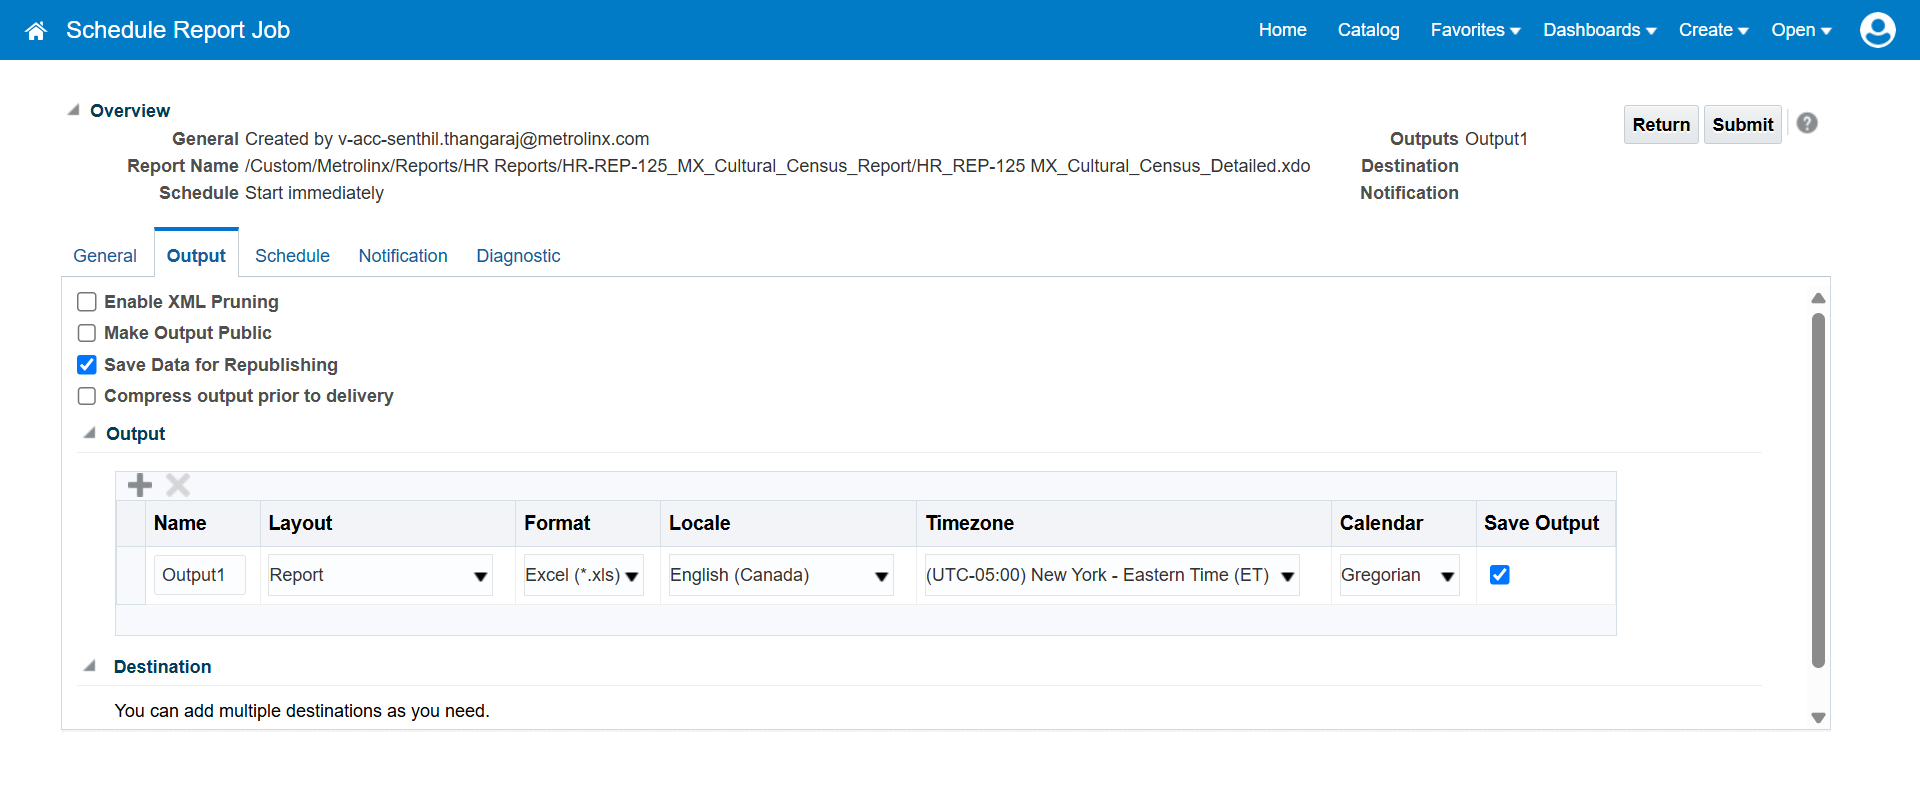 Schedule Report Job
Home Catalog Favorites Dashboards Create Open
Overview
General Created by v-acc-senthil.thangaraj@metrolinx.com
Report Name /Custom/Metrolinx/Reports/HR Reports/HR-REP-125_MX_Cultural_Census_Report/HR_REP-125 MX_Cultural_Census_Detailed.xdo
Schedule Start immediately
Outputs Output1
Destination
Notification
Return Submit ?
General Output Schedule Notification Diagnostic
Enable XML Pruning
Make Output Public
Save Data for Republishing
Compress output prior to delivery
Output
Name Layout Format Locale Timezone Calendar Save Output
Output1 Report Excel (*.xls) English (Canada) (UTC-05:00) New York - Eastern Time (ET) Gregorian
Destination
You can add multiple destinations as you need.